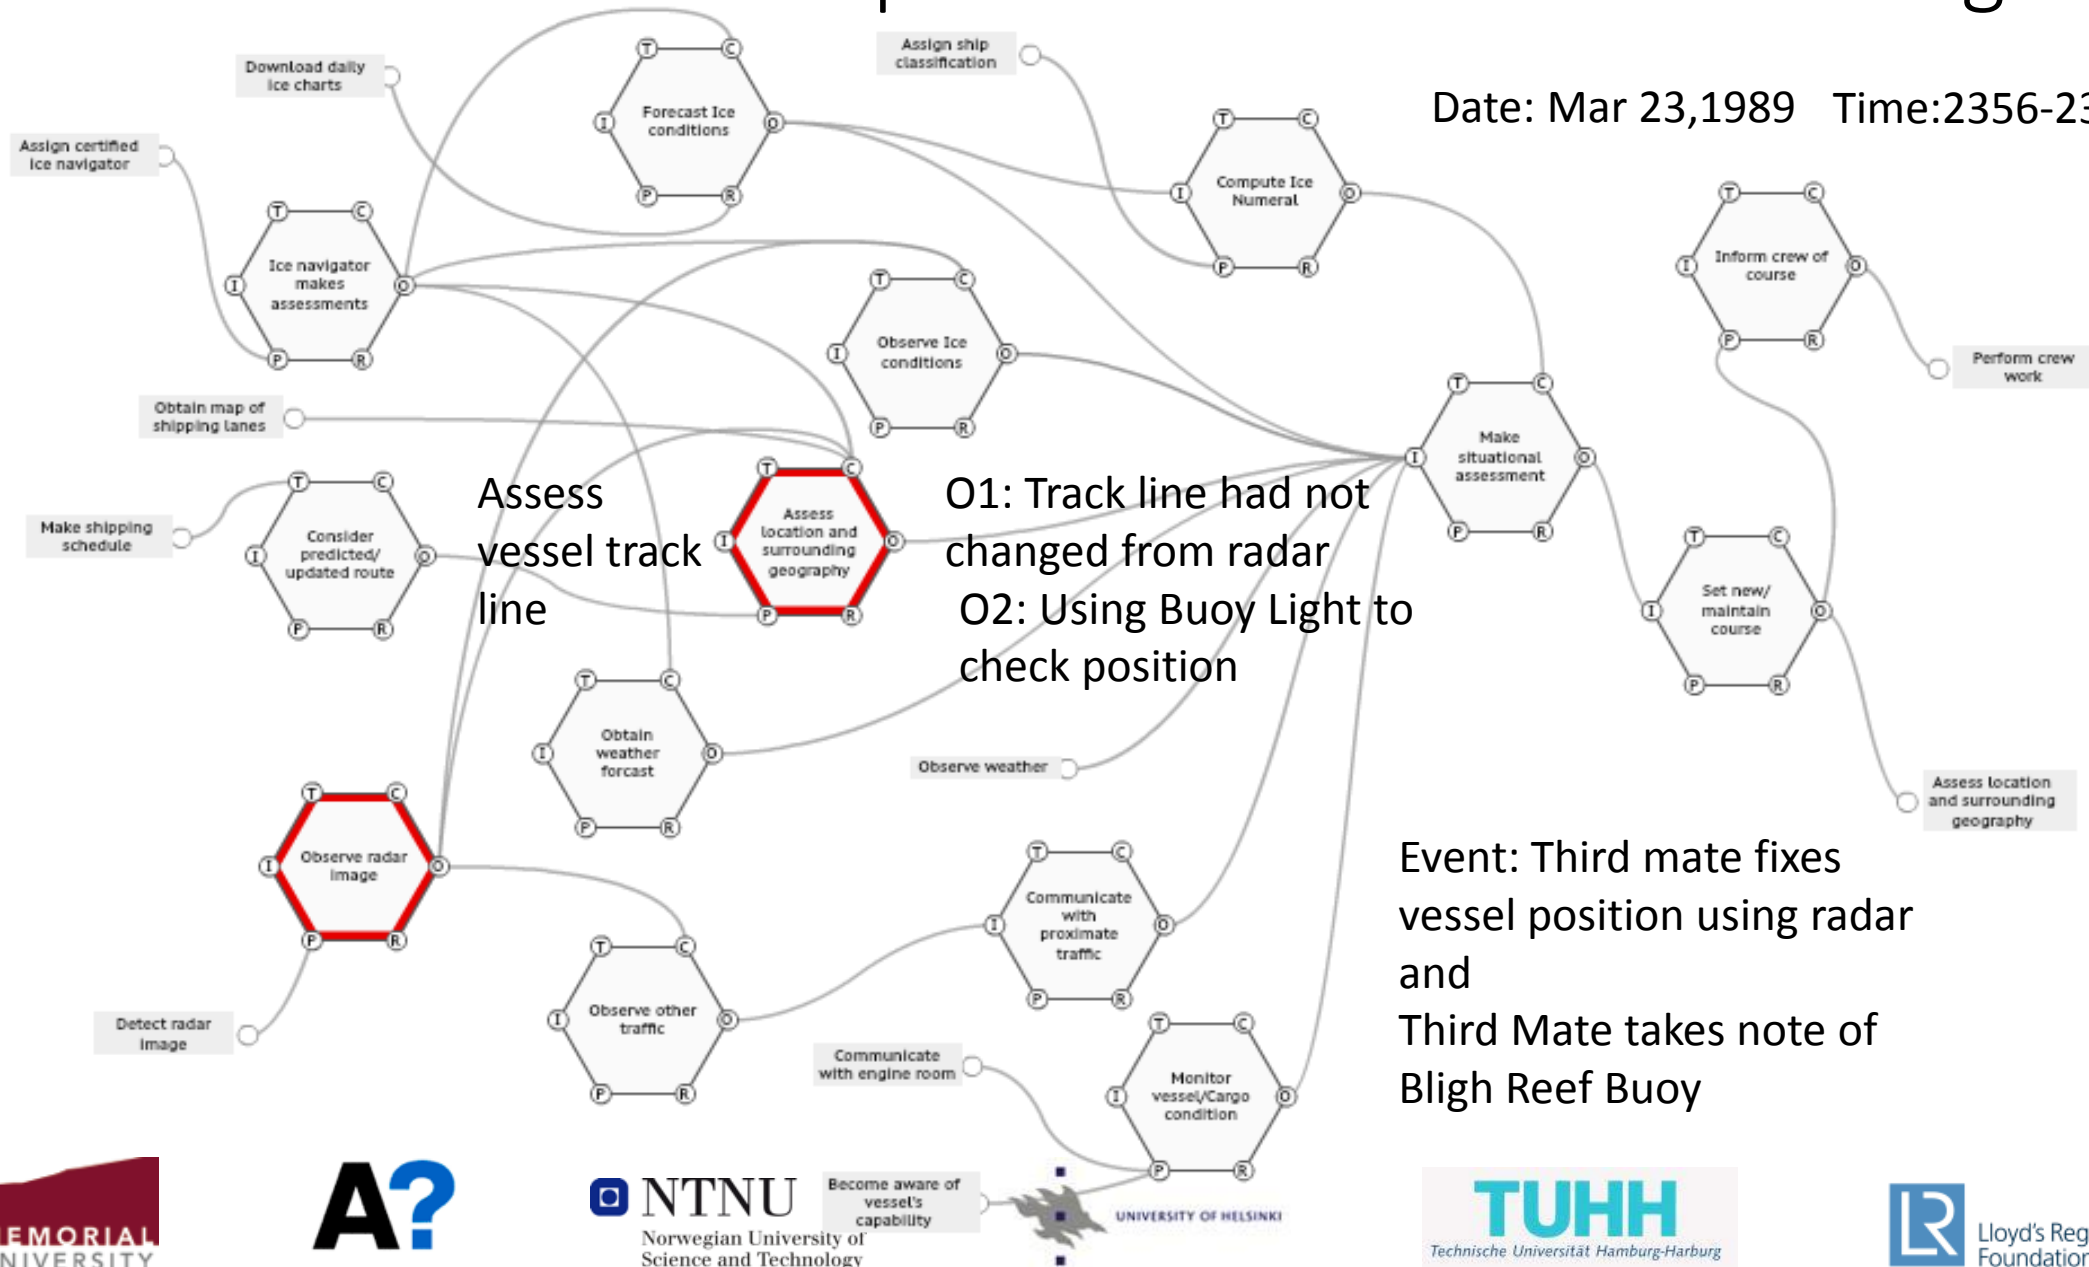 Assign ship
classification
Date: Mar 23,1989 Time:2356-23
Download daily
ice charts
T C
Forecast Ice
conditions
I O
P R
Assign certified
ice navigator
T C
Compute Ice
Numeral
I O
P R
T C
Inform crew of
course
I O
P R
T C
Ice navigator
makes
assessments
I O
P R
T C
Observe Ice
conditions
I O
P R
Perform crew
work
Obtain map of
shipping lanes
T C
Make
situational
assessment
I O
P R
Make shipping
schedule
T C
Consider
predicted/
updated route
I O
P R
Assess
vessel track
line
T C
Assess
location and
surrounding
geography
I O
P R
O1: Track line had not
changed from radar
O2: Using Buoy Light to
check position
T C
Set new/
maintain
course
I O
P R
T C
Obtain
weather
forcast
I O
P R
Observe weather
Assess location
and surrounding
geography
T C
Observe radar
image
I O
P R
T C
Communicate
with
proximate
traffic
I O
P R
Event: Third mate fixes
vessel position using radar
and
Third Mate takes note of
Bligh Reef Buoy
Detect radar
image
T C
Observe other
traffic
I O
P R
Communicate
with engine room
T C
Monitor
vessel/Cargo
condition
I O
P R
Become aware of
vessel's
capability
EMORIAL
NIVERSITY
A?
NTNU
Norwegian University of
Science and Technology
UNIVERSITY OF HELSINKI
TUHH
Technische Universität Hamburg-Harburg
LR
Lloyd's Reg
Foundation